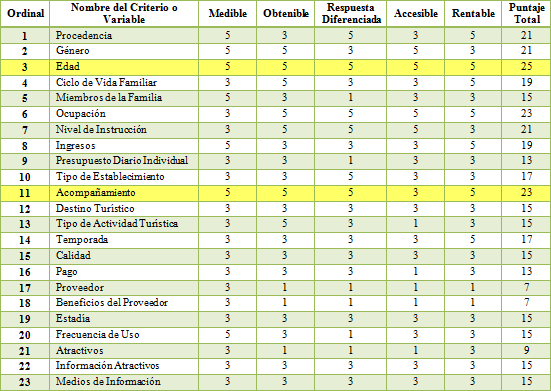 Ordinal Nombre del Criterio o Variable Medible Obtenible Respuesta Diferenciada Accesible Rentable Puntaje Total
1 Procedencia 5 3 5 3 5 21
2 Género 5 5 3 5 3 21
3 Edad 5 5 5 5 5 25
4 Ciclo de Vida Familiar 3 5 5 3 3 19
5 Miembros de la Familia 5 3 1 3 3 15
6 Ocupación 3 5 5 5 5 23
7 Nivel de Instrucción 3 5 5 5 3 21
8 Ingresos 5 3 3 3 5 19
9 Presupuesto Diario Individual 3 3 1 3 3 13
10 Tipo de Establecimiento 3 3 5 3 3 17
11 Acompañamiento 5 5 5 3 5 23
12 Destino Turístico 3 3 3 3 3 15
13 Tipo de Actividad Turística 3 5 3 1 3 15
14 Temporada 3 3 3 3 5 17
15 Calidad 3 3 3 3 3 15
16 Pago 3 3 3 1 3 13
17 Proveedor 3 1 1 1 1 7
18 Beneficios del Proveedor 3 1 1 1 1 7
19 Estadía 3 3 3 3 3 15
20 Frecuencia de Uso 5 3 1 3 3 15
21 Atractivos 3 1 1 1 3 9
22 Información Atractivos 3 3 3 3 3 15
23 Medios de Información 3 3 3 3 3 15